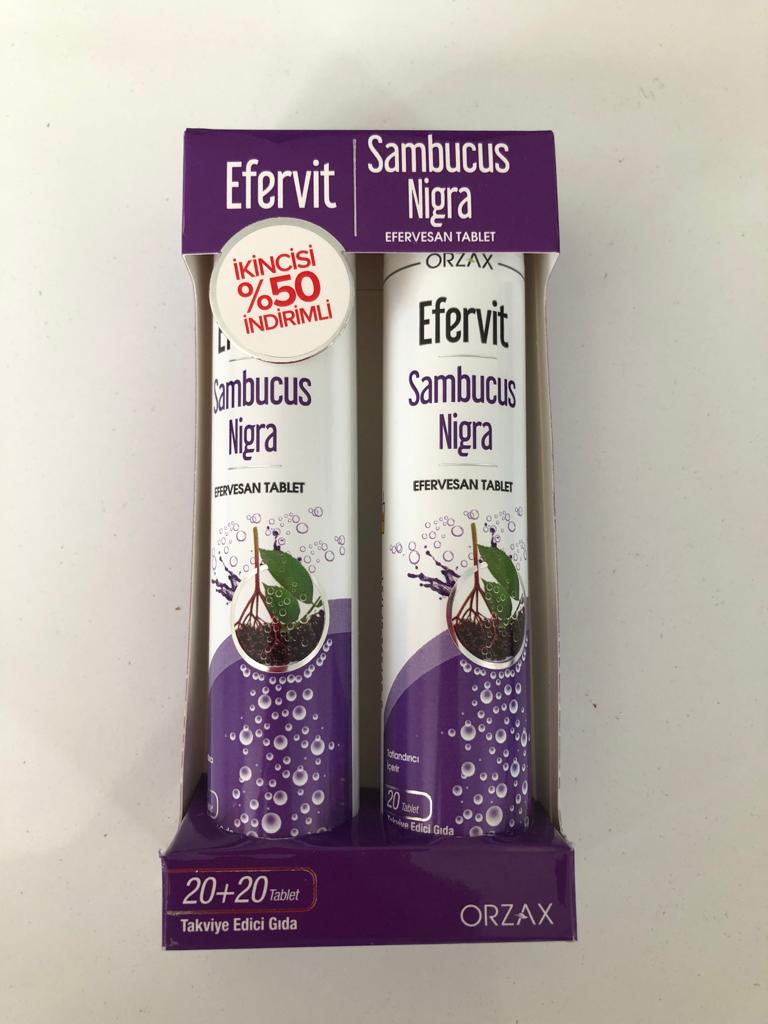 Efervit
Sambucus
Nigra
EFERVESAN TABLET
İKİNCİSİ
%50
İNDİRİMLİ
Sambucus
Nigra
EFERVESAN TABLET
ORZAX
Efervit
Sambucus
Nigra
EFERVESAN TABLET
Tatlandırıcı
İçerir
20 Tablet
Takviye Edici Gıda
20+20 Tablet
Takviye Edici Gıda
ORZAX